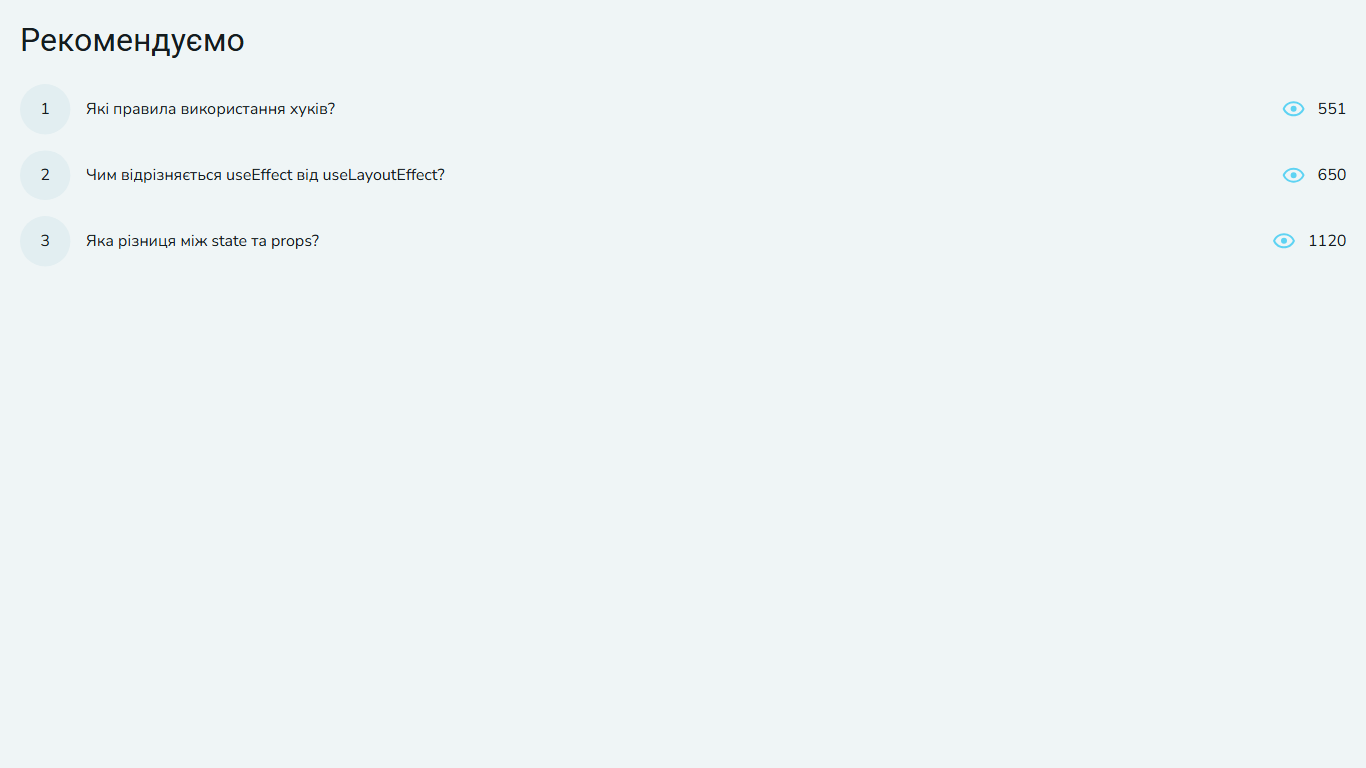 Рекомендуємо
1 Які правила використання хуків? 551
2 Чим відрізняється useEffect від useLayoutEffect? 650
3 Яка різниця між state та props? 1120